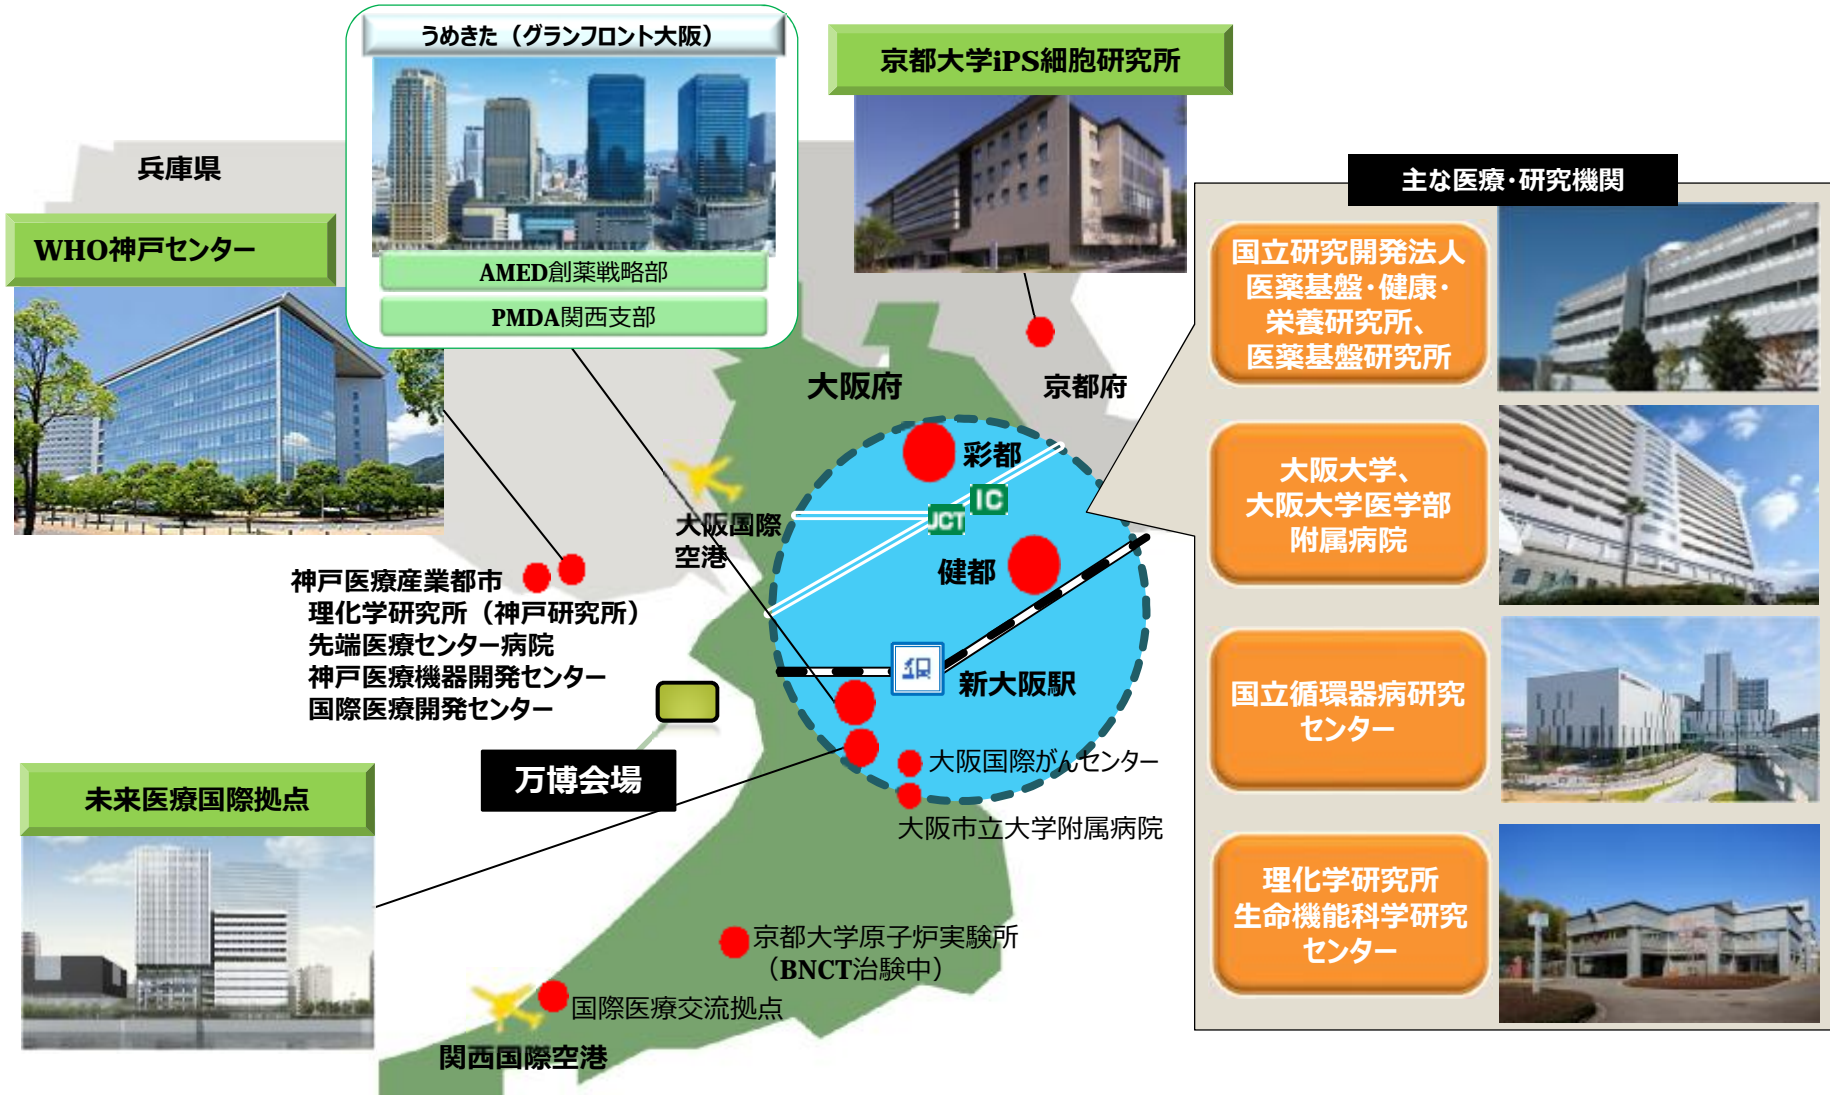 うめきた（グランフロント大阪）
AMED創薬戦略部
PMDA関西支部
京都大学iPS細胞研究所
兵庫県
WHO神戸センター
主な医療・研究機関
国立研究開発法人
医薬基盤・健康・
栄養研究所、
医薬基盤研究所
大阪大学、
大阪大学医学部
附属病院
国立循環器病研究
センター
理化学研究所
生命機能科学研究
センター
大阪府
京都府
彩都
IC
JCT
大阪国際
空港
健都
神戸医療産業都市
理化学研究所（神戸研究所）
先端医療センター病院
神戸医療機器開発センター
国際医療開発センター
新大阪駅
万博会場
大阪国際がんセンター
大阪市立大学附属病院
未来医療国際拠点
京都大学原子炉実験所
（BNCT治験中）
国際医療交流拠点
関西国際空港